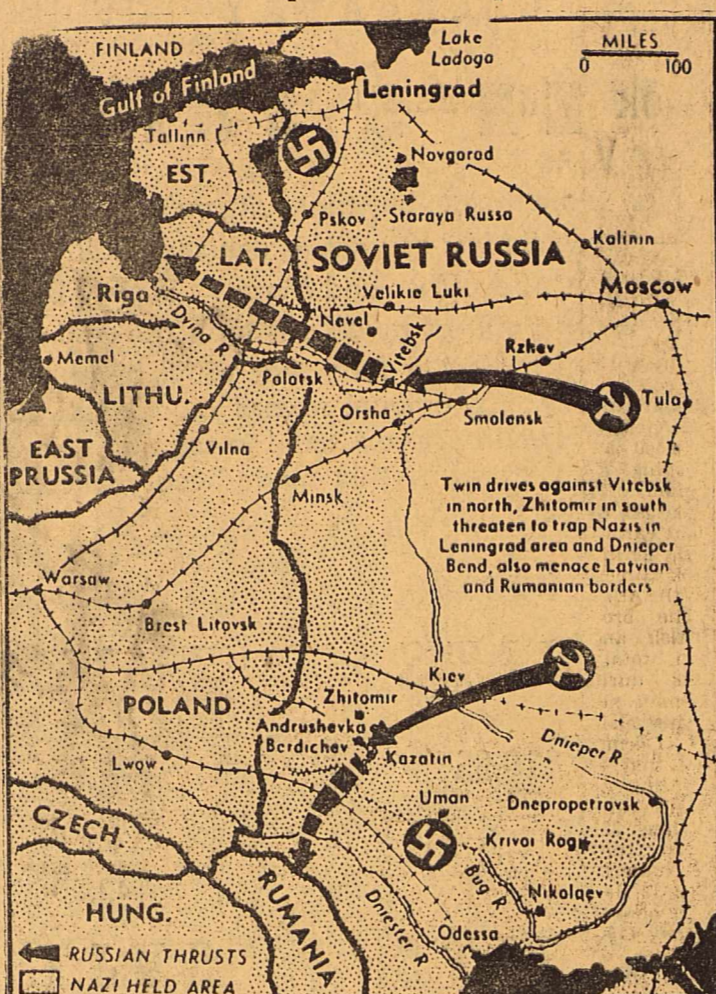 FINLAND
Lake
Ladoga
MILES
0 100
Gulf of Finland
Leningrad
Tallinn
Novgorod
EST.
Pskov
Staraya Russa
Kalinin
LAT.
SOVIET RUSSIA
Riga
Velikie Luki
Moscow
Dvina R
Nevel
Vitebsk
Rzhev
Memel
Polotsk
LITHU.
Orsha
Smolensk
Tula
EAST
PRUSSIA
Vilna
Minsk
Twin drives against Vitebsk
in north, Zhitomir in south
threaten to trap Nazis in
Leningrad area and Dnieper
Bend, also menace Latvian
and Rumanian borders
Warsaw
Brest Litovsk
Kiev
POLAND
Zhitomir
Andrushevka
Berdichev
Kazatin
Dnieper R
Lwow
Uman
Dnepropetrovsk
CZECH.
Krivoi Rog
Bug R
Nikolaev
RUMANIA
HUNG.
Dniester R
Odessa
RUSSIAN THRUSTS
NAZI HELD AREA